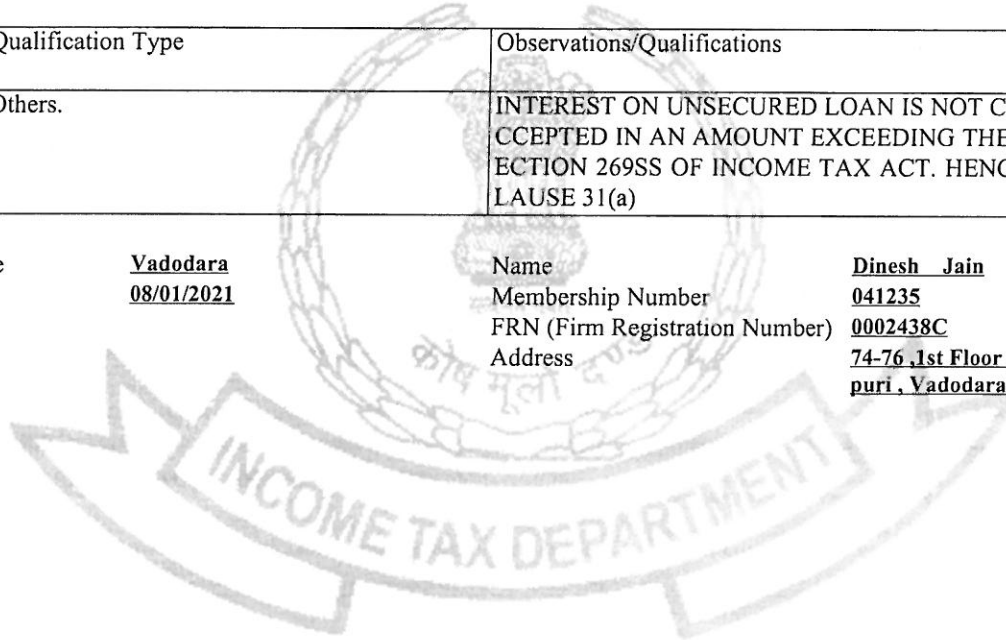 Qualification Type Observations/Qualifications
Others. INTEREST ON UNSECURED LOAN IS NOT C
CCEPTED IN AN AMOUNT EXCEEDING THE
ECTION 269SS OF INCOME TAX ACT. HENC
LAUSE 31(a)
e Vadodara Name Dinesh Jain
08/01/2021 Membership Number 041235
FRN (Firm Registration Number) 0002438C
Address 74-76 ,1st Floor
puri , Vadodara
कोष मूलो दण्ड
INCOME TAX DEPARTMENT